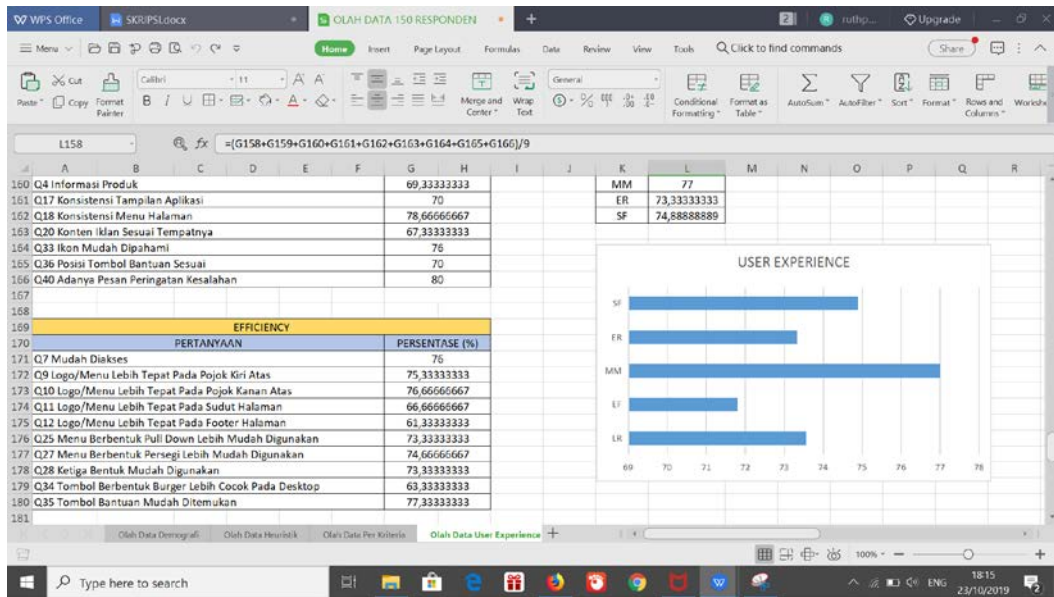 WPS Office SKRIPSI.docx OLAH DATA 150 RESPONDEN + 2 ruthp... Upgrade
Menu Home Insert Page Layout Formulas Data Review View Tools Click to find commands Share
Paste Cut Copy Format Painter Calibri 11 Merge and Center Wrap Text General Conditional Formatting Format as Table AutoSum AutoFilter Sort Format Rows and Columns Worksh
L158 fx =(G158+G159+G160+G161+G162+G163+G164+G165+G166)/9
A B C D E F G H I J K L M N O P Q R
160 Q4 Informasi Produk 69,33333333 MM 77
161 Q17 Konsistensi Tampilan Aplikasi 70 ER 73,33333333
162 Q18 Konsistensi Menu Halaman 78,66666667 SF 74,88888889
163 Q20 Konten Iklan Sesuai Tempatnya 67,33333333
164 Q33 Ikon Mudah Dipahami 76
165 Q36 Posisi Tombol Bantuan Sesuai 70
166 Q40 Adanya Pesan Peringatan Kesalahan 80
167
168
169 EFFICIENCY
170 PERTANYAAN PERSENTASE (%)
171 Q7 Mudah Diakses 76
172 Q9 Logo/Menu Lebih Tepat Pada Pojok Kiri Atas 75,33333333
173 Q10 Logo/Menu Lebih Tepat Pada Pojok Kanan Atas 76,66666667
174 Q11 Logo/Menu Lebih Tepat Pada Sudut Halaman 66,66666667
175 Q12 Logo/Menu Lebih Tepat Pada Footer Halaman 61,33333333
176 Q25 Menu Berbentuk Pull Down Lebih Mudah Digunakan 73,33333333
177 Q27 Menu Berbentuk Persegi Lebih Mudah Digunakan 74,66666667
178 Q28 Ketiga Bentuk Mudah Digunakan 73,33333333
179 Q34 Tombol Berbentuk Burger Lebih Cocok Pada Desktop 63,33333333
180 Q35 Tombol Bantuan Mudah Ditemukan 77,33333333
181
USER EXPERIENCE
SF
ER
MM
EF
LR
69 70 71 72 73 74 75 76 77 78
Olah Data Demografi Olah Data Heuristik Olah Data Per Kriteria Olah Data User Experience +
100%
Type here to search ENG 18:15
23/10/2019